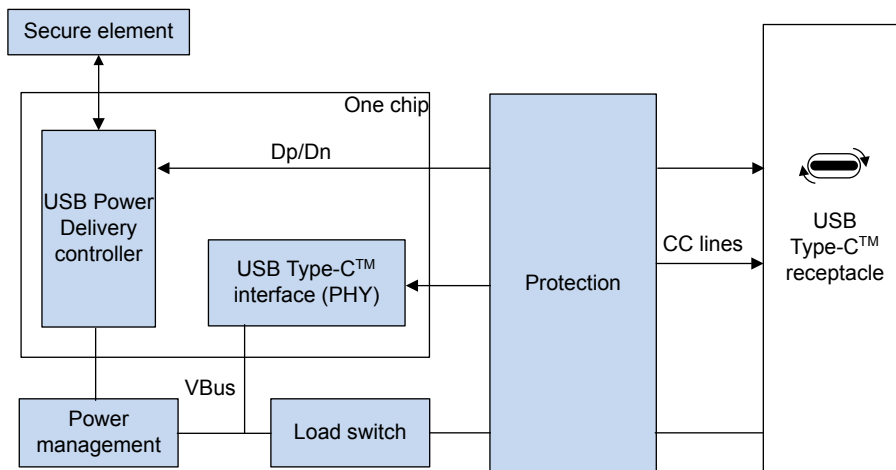 Secure element
One chip
USB Power
Delivery
controller
Dp/Dn
USB Type-C™
interface (PHY)
VBus
Power
management
Load switch
Protection
CC lines
USB
Type-C™
receptacle